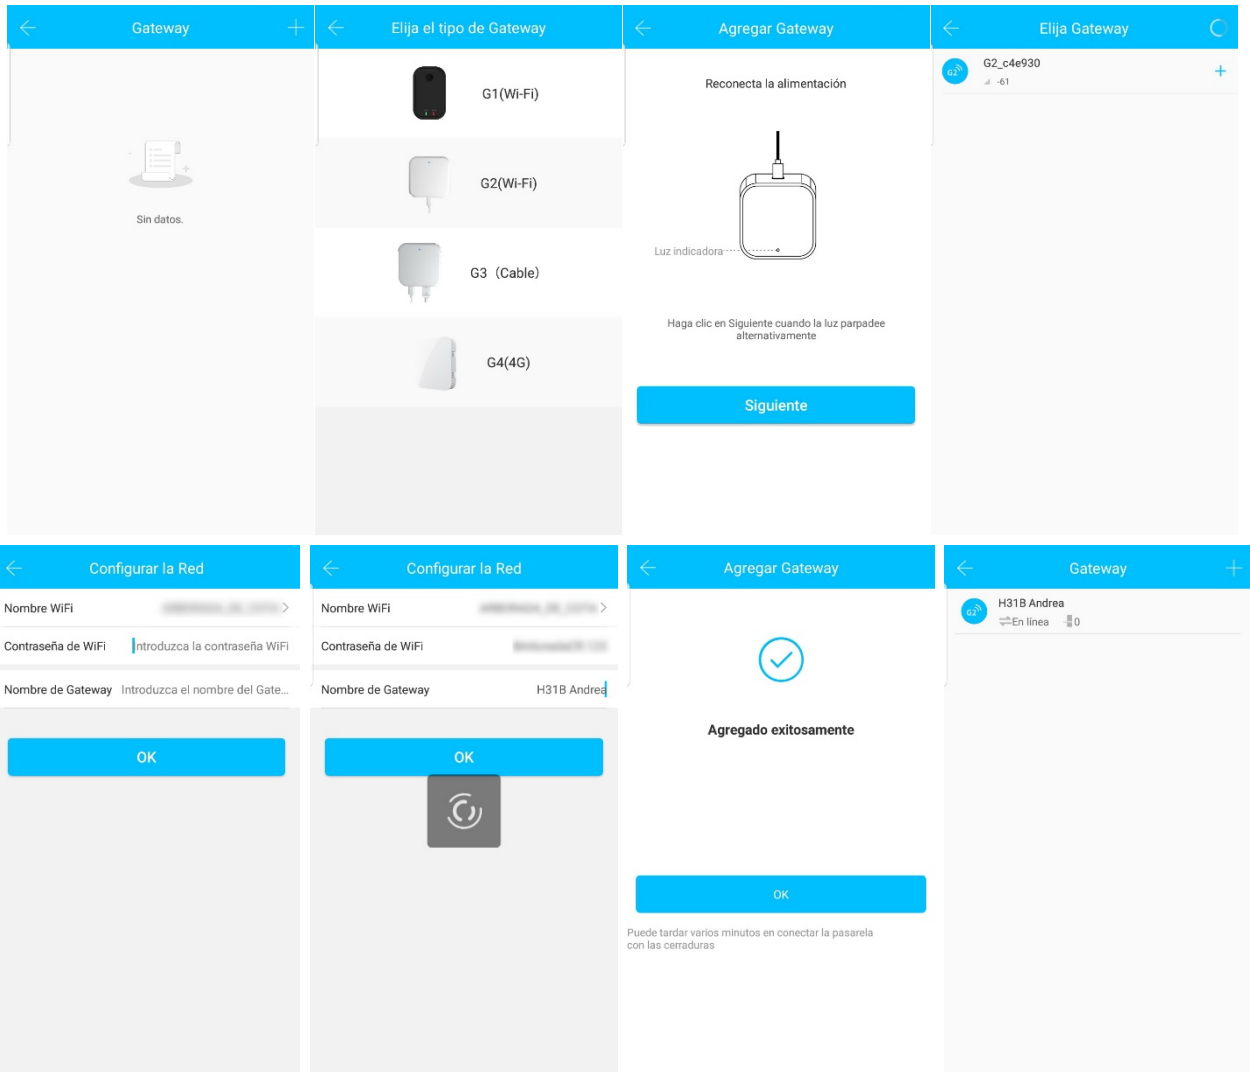 Gateway
Sin datos.
Elija el tipo de Gateway
G1(Wi-Fi)
G2(Wi-Fi)
G3 (Cable)
G4(4G)
Agregar Gateway
Reconecta la alimentación
Luz indicadora
Haga clic en Siguiente cuando la luz parpadee
alternativamente
Siguiente
Elija Gateway
G2
G2_c4e930
-61
Configurar la Red
Nombre WiFi
Contraseña de WiFi Introduzca la contraseña WiFi
Nombre de Gateway Introduzca el nombre del Gate...
OK
Configurar la Red
Nombre WiFi
Contraseña de WiFi
Nombre de Gateway H31B Andrea
OK
Agregar Gateway
Agregado exitosamente
OK
Puede tardar varios minutos en conectar la pasarela
con las cerraduras
Gateway
G2
H31B Andrea
En línea 0